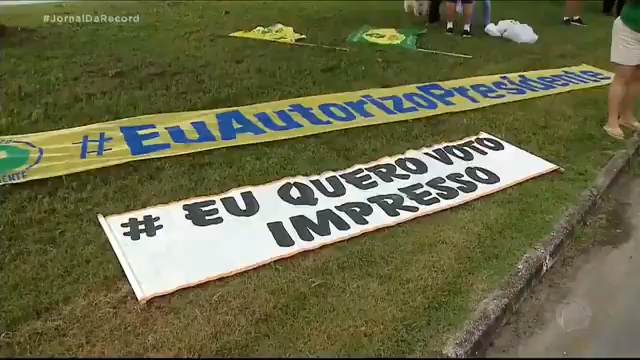 #JornalDaRecord
#EuAutorizoPresidente
# EU QUERO VOTO
IMPRESSO